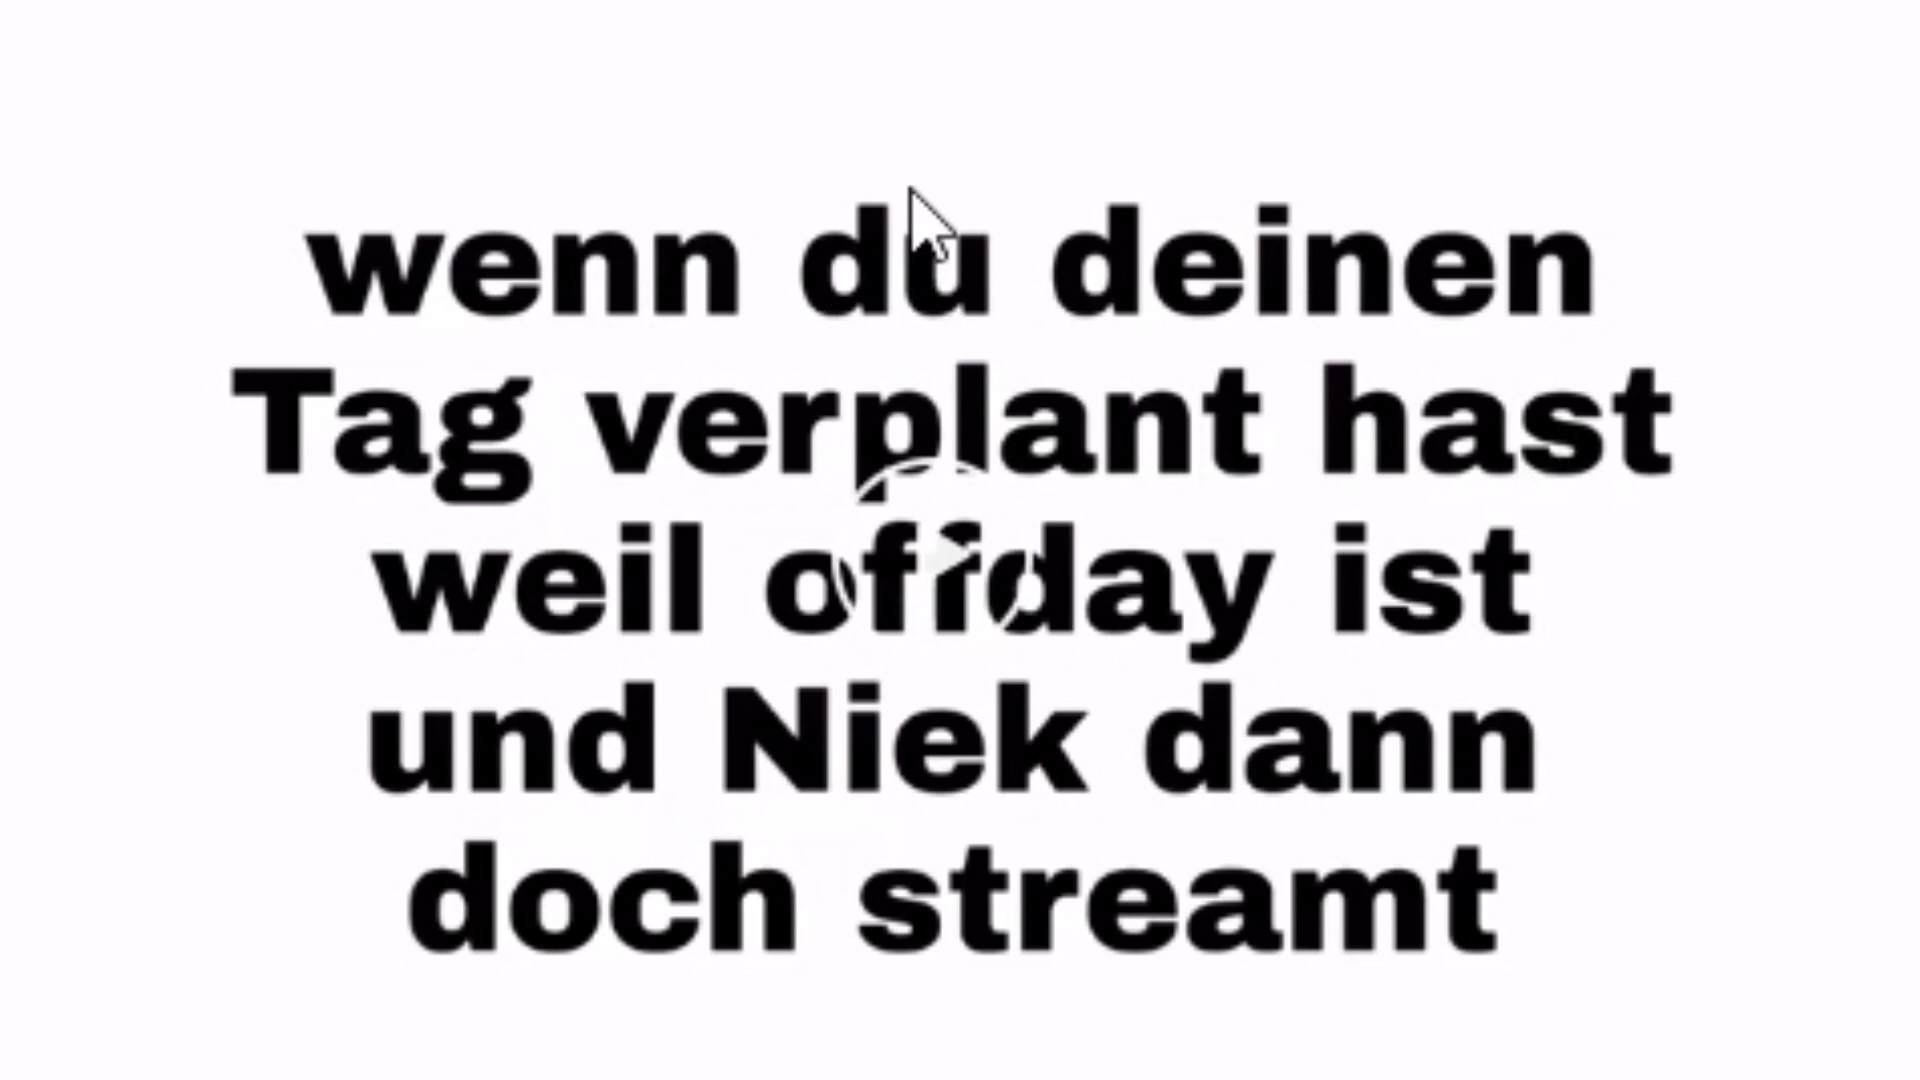 wenn du deinen
Tag verplant hast
weil offday ist
und Niek dann
doch streamt